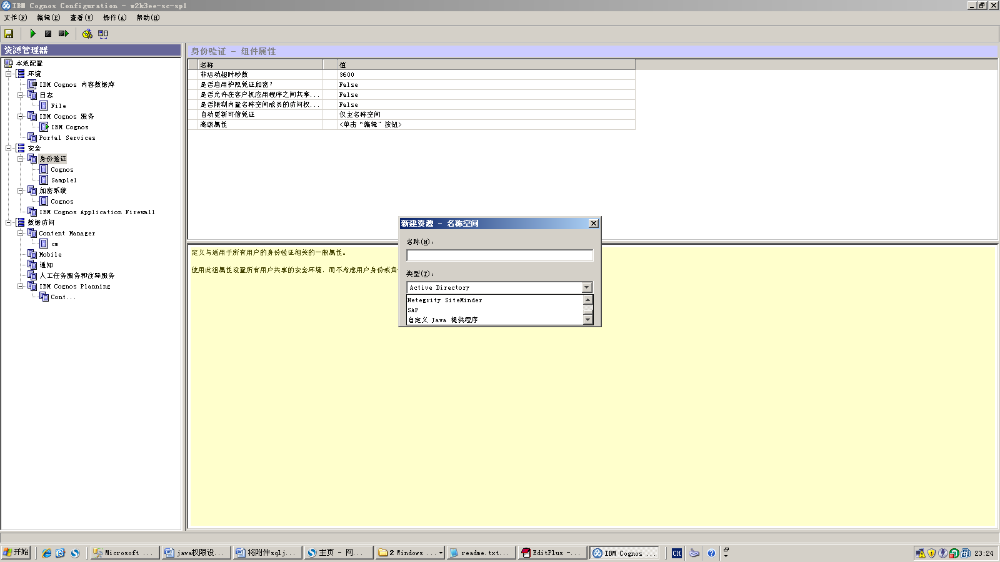 IBM Cognos Configuration - w2k3ee-sc-sp1
文件(F) 编辑(E) 查看(V) 操作(A) 帮助(H)
资源管理器
本地配置
环境
IBM Cognos 内容数据库
日志
File
IBM Cognos 服务
IBM Cognos
Portal Services
安全
身份验证
Cognos
Sample1
加密系统
Cognos
IBM Cognos Application Firewall
数据访问
Content Manager
cm
Mobile
通知
人工任务服务和注释服务
IBM Cognos Planning
Cont...
身份验证 - 组件属性
名称 值
非活动超时秒数 3600
是否启用护照凭证加密? False
是否允许在客户机应用程序之间共享... False
是否限制内置名称空间成员的访问权... False
自动更新可信凭证 仅主名称空间
高级属性 <单击“编辑”按钮>
定义与适用于所有用户的身份验证相关的一般属性。
使用此组属性设置所有用户共享的安全环境，而不考虑用户身份或角
新建资源 - 名称空间
名称(N)：
类型(T)：
Active Directory
Netegrity SiteMinder
SAP
自定义 Java 提供程序
开始
Microsoft ...
java权限设...
将附件sqlj...
主页 - 网...
2 Windows ...
readme.txt...
EditPlus -...
IBM Cognos ...
CH
23:24